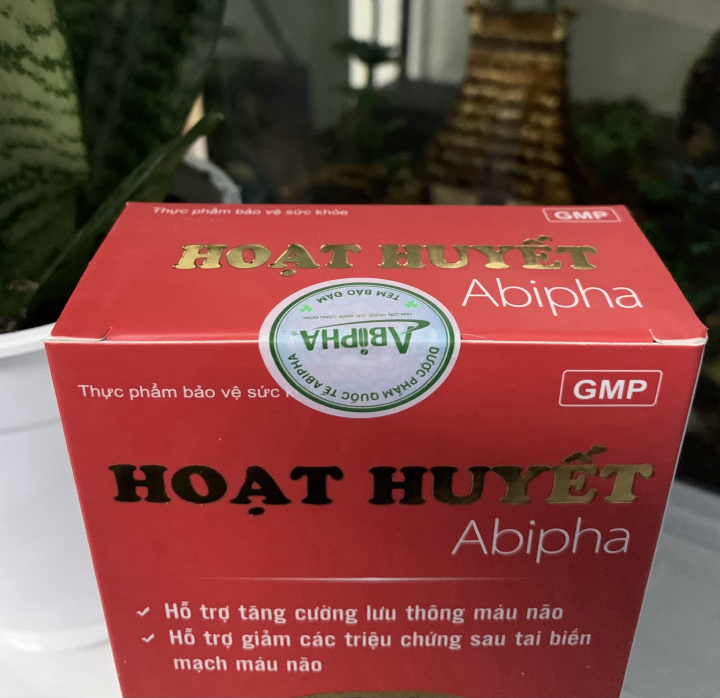 Thực phẩm bảo vệ sức khỏe
GMP
HOẠT HUYẾT
Abipha
TEM BẢO ĐẢM
ABIPHA
DƯỢC PHẨM QUỐC TẾ ABIPHA
Thực phẩm bảo vệ sức
GMP
HOẠT HUYẾT
Abipha
✓ Hỗ trợ tăng cường lưu thông máu não
✓ Hỗ trợ giảm các triệu chứng sau tai biến
mạch máu não